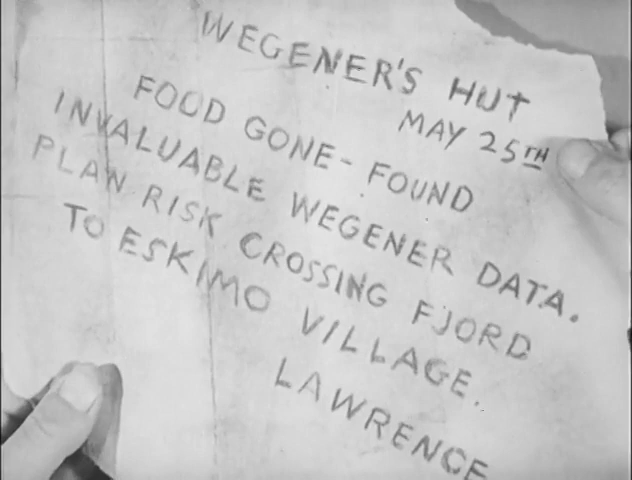 WEGENER'S HUT
MAY 25TH
FOOD GONE - FOUND
INVALUABLE WEGENER DATA.
PLAN RISK CROSSING FJORD
TO ESKIMO VILLAGE.
LAWRENCE